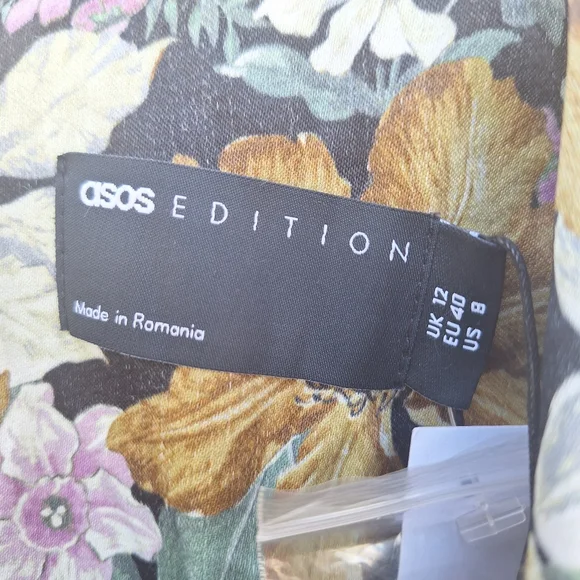 asos EDITION
Made in Romania
UK 12
EU 40
US 8